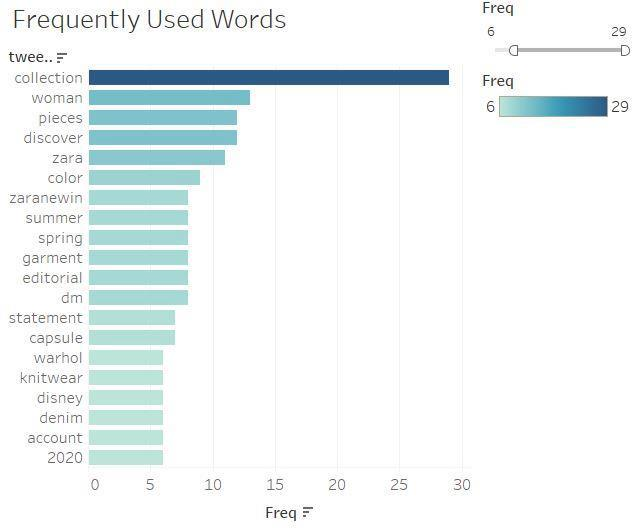 Frequently Used Words
twee..
collection
woman
pieces
discover
zara
color
zaranewin
summer
spring
garment
editorial
dm
statement
capsule
warhol
knitwear
disney
denim
account
2020
0 5 10 15 20 25 30
Freq
Freq
6 29
Freq
6 29